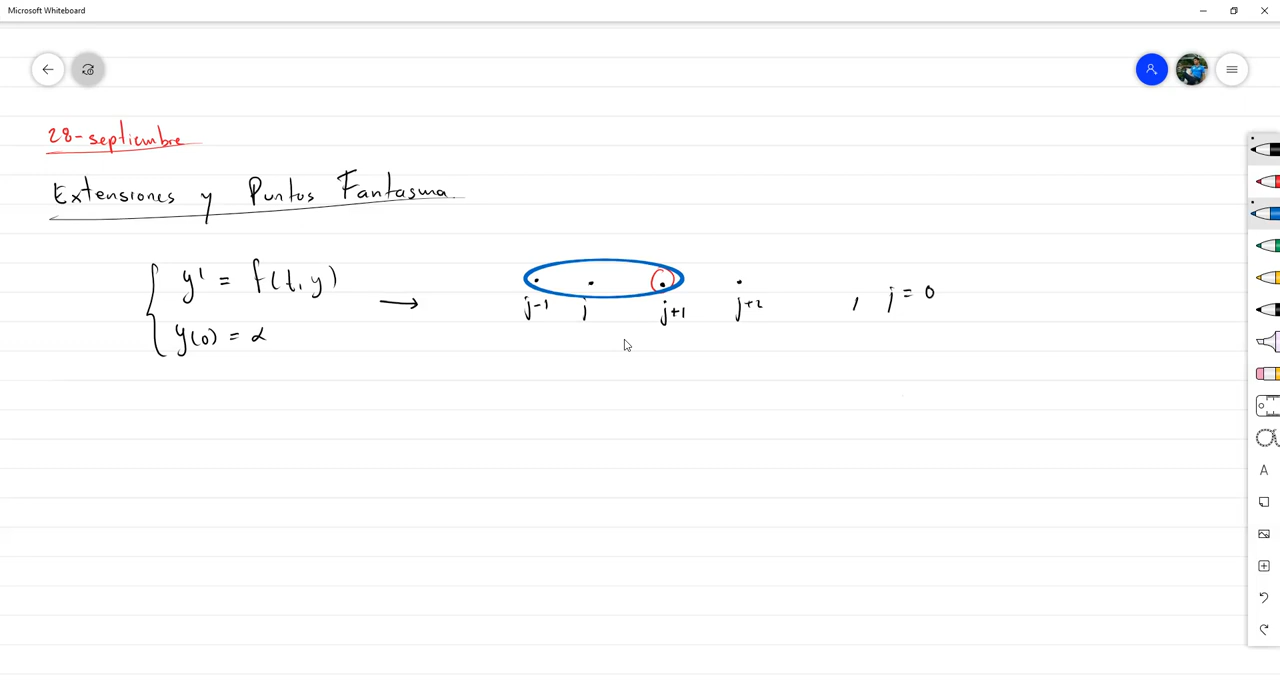 Microsoft Whiteboard
28-septiembre
Extensiones y Puntos Fantasma
y' = f(t, y)
y(0) = α
→
j-1 j j+1 j+2 , j = 0
A